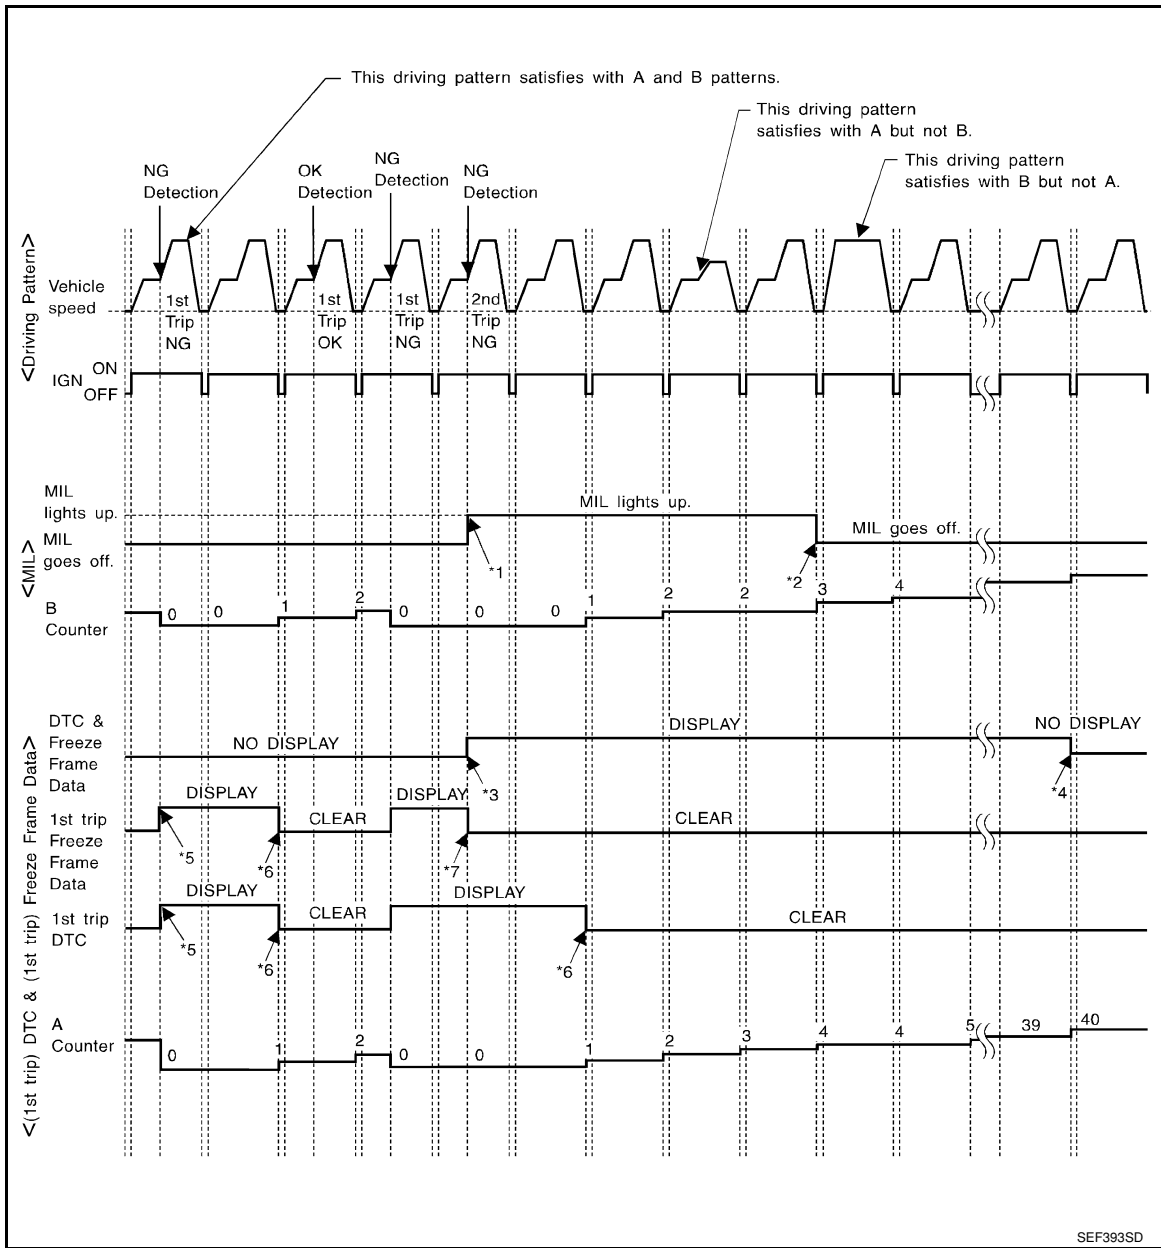 This driving pattern satisfies with A and B patterns.
This driving pattern
satisfies with A but not B.
This driving pattern
satisfies with B but not A.
NG
Detection
OK
Detection
NG
Detection
NG
Detection
<Driving Pattern>
Vehicle
speed
1st
Trip
NG
1st
Trip
OK
1st
Trip
NG
2nd
Trip
NG
IGN
ON
OFF
<MIL>
MIL
lights up.
MIL lights up.
MIL
goes off.
MIL goes off.
*1
*2
B
Counter
0 0 1 2 0 0 0 1 2 2 3 4
<(1st trip) DTC & (1st trip) Freeze Frame Data>
DTC &
Freeze
Frame
Data
NO DISPLAY
DISPLAY
NO DISPLAY
*3
*4
1st trip
Freeze
Frame
Data
DISPLAY
CLEAR
DISPLAY
CLEAR
*5
*6
*7
1st trip
DTC
DISPLAY
CLEAR
DISPLAY
CLEAR
*5
*6
*6
A
Counter
0 1 2 0 0 1 2 3 4 4 5 39 40
SEF393SD